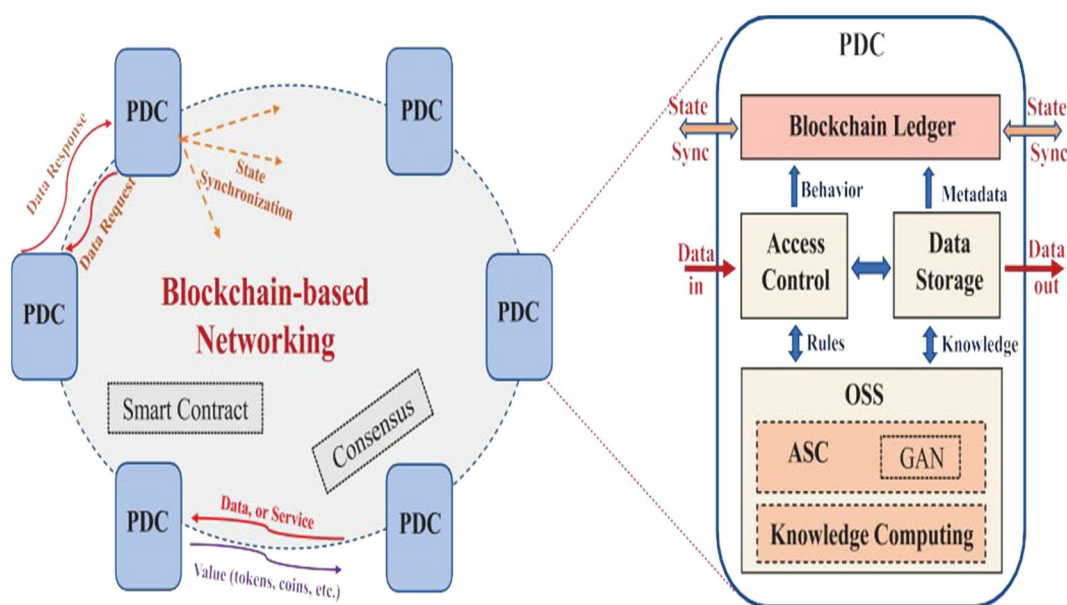 PDC
PDC
Data Response
Data Request
State
Synchronization
PDC
Blockchain-based
Networking
PDC
Smart Contract
Consensus
PDC
Data, or Service
Value (tokens, coins, etc.)
PDC
PDC
State
Sync
Blockchain Ledger
State
Sync
Behavior
Metadata
Data
in
Access
Control
Data
Storage
Data
out
Rules
Knowledge
OSS
ASC
GAN
Knowledge Computing